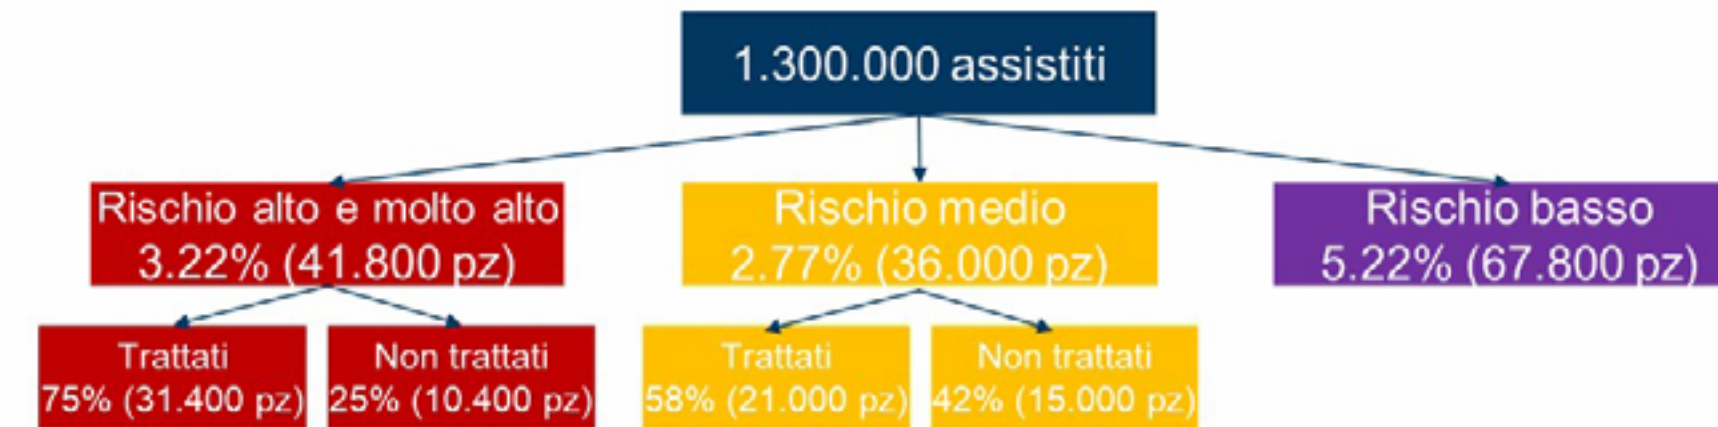 1.300.000 assistiti
Rischio alto e molto alto
3.22% (41.800 pz)
Rischio medio
2.77% (36.000 pz)
Rischio basso
5.22% (67.800 pz)
Trattati
75% (31.400 pz)
Non trattati
25% (10.400 pz)
Trattati
58% (21.000 pz)
Non trattati
42% (15.000 pz)